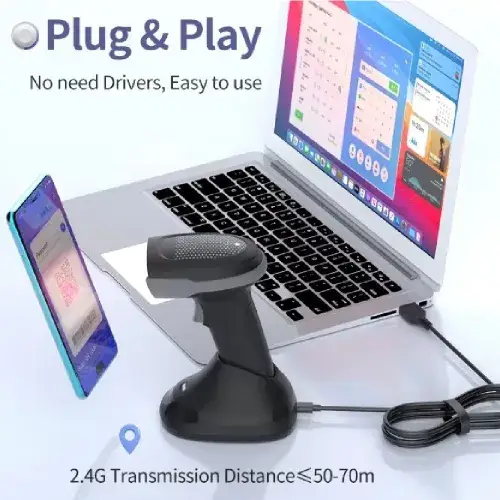 Plug & Play
No need Drivers, Easy to use
2.4G Transmission Distance≤50-70m